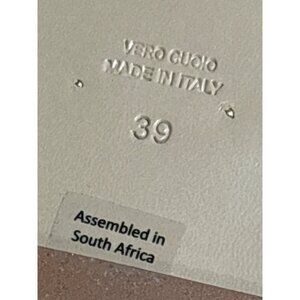 VERO CUOIO
MADE IN ITALY
39
Assembled in
South Africa